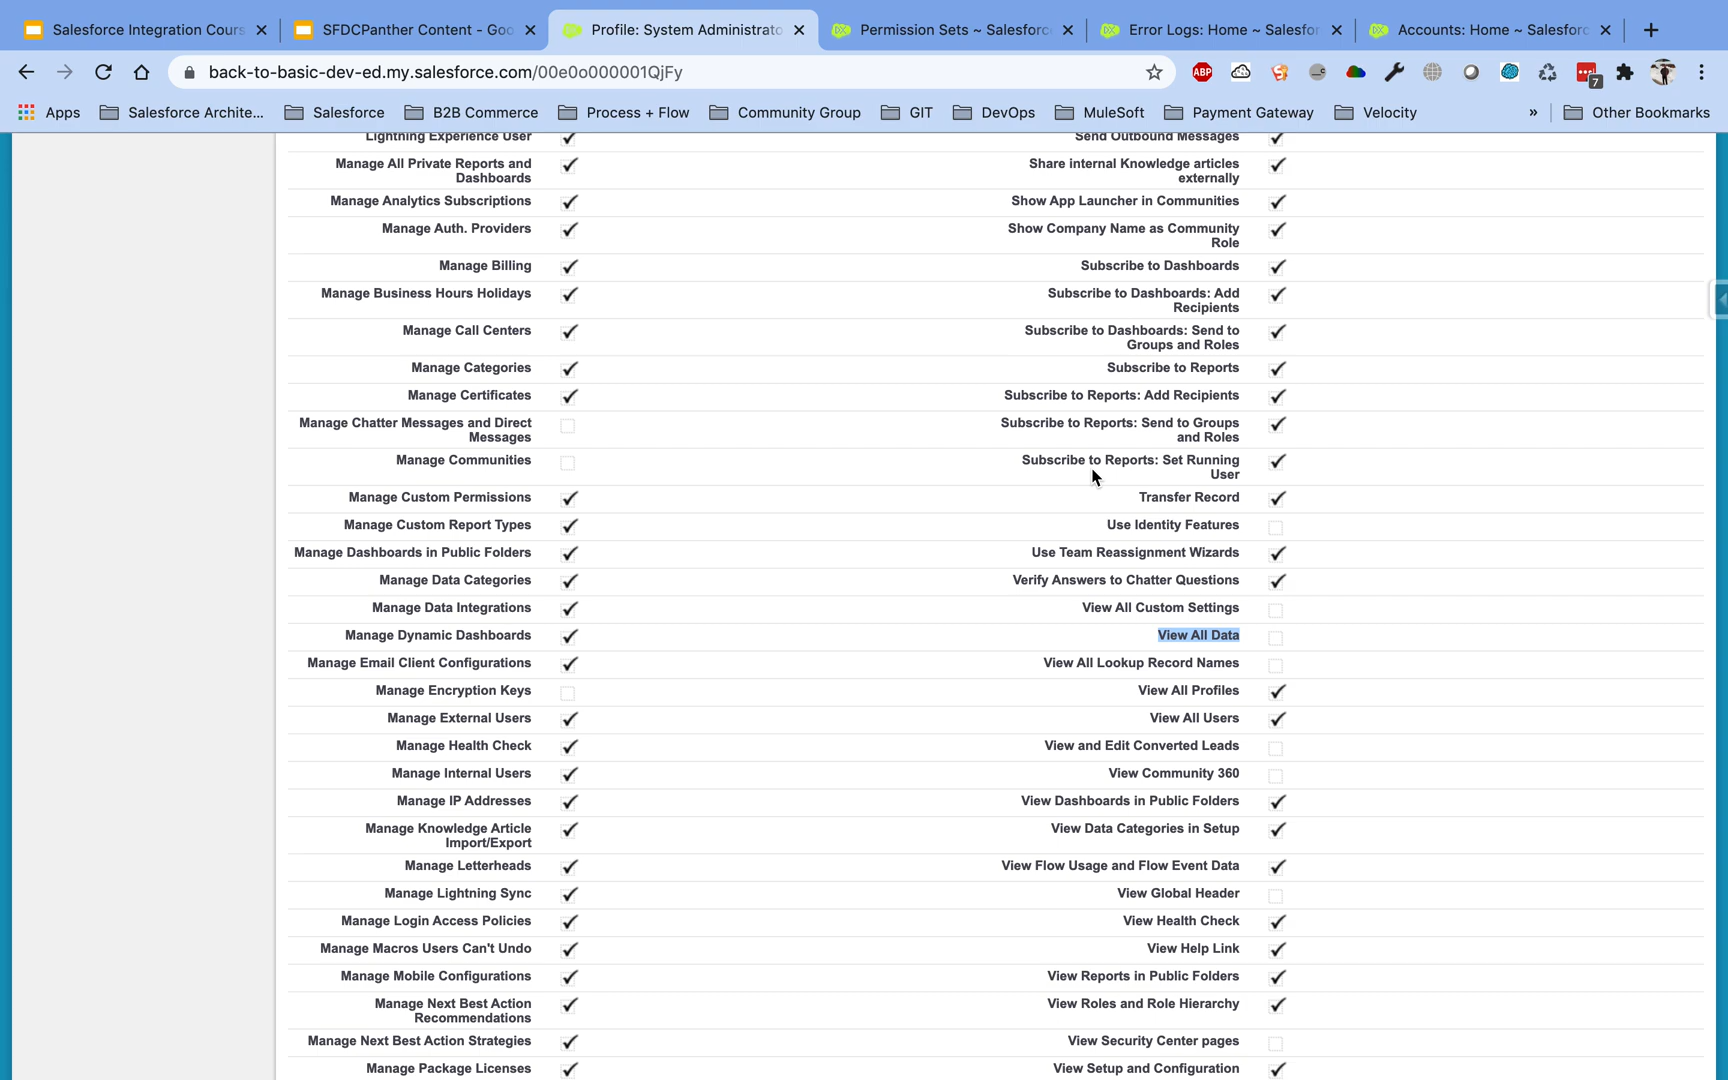 Salesforce Integration Cours
SFDCPanther Content - Goo
Profile: System Administrato
Permission Sets ~ Salesforc
Error Logs: Home ~ Salesfor
Accounts: Home ~ Salesforc
back-to-basic-dev-ed.my.salesforce.com/00e0o000001QjFy
ABP
7
Apps
Salesforce Archite...
Salesforce
B2B Commerce
Process + Flow
Community Group
GIT
DevOps
MuleSoft
Payment Gateway
Velocity
»
Other Bookmarks
Lightning Experience User
Send Outbound Messages
Manage All Private Reports and
Dashboards
Share internal Knowledge articles
externally
Manage Analytics Subscriptions
Show App Launcher in Communities
Manage Auth. Providers
Show Company Name as Community
Role
Manage Billing
Subscribe to Dashboards
Manage Business Hours Holidays
Subscribe to Dashboards: Add
Recipients
Manage Call Centers
Subscribe to Dashboards: Send to
Groups and Roles
Manage Categories
Subscribe to Reports
Manage Certificates
Subscribe to Reports: Add Recipients
Manage Chatter Messages and Direct
Messages
Subscribe to Reports: Send to Groups
and Roles
Manage Communities
Subscribe to Reports: Set Running
User
Manage Custom Permissions
Transfer Record
Manage Custom Report Types
Use Identity Features
Manage Dashboards in Public Folders
Use Team Reassignment Wizards
Manage Data Categories
Verify Answers to Chatter Questions
Manage Data Integrations
View All Custom Settings
Manage Dynamic Dashboards
View All Data
Manage Email Client Configurations
View All Lookup Record Names
Manage Encryption Keys
View All Profiles
Manage External Users
View All Users
Manage Health Check
View and Edit Converted Leads
Manage Internal Users
View Community 360
Manage IP Addresses
View Dashboards in Public Folders
Manage Knowledge Article
Import/Export
View Data Categories in Setup
Manage Letterheads
View Flow Usage and Flow Event Data
Manage Lightning Sync
View Global Header
Manage Login Access Policies
View Health Check
Manage Macros Users Can't Undo
View Help Link
Manage Mobile Configurations
View Reports in Public Folders
Manage Next Best Action
Recommendations
View Roles and Role Hierarchy
Manage Next Best Action Strategies
View Security Center pages
Manage Package Licenses
View Setup and Configuration